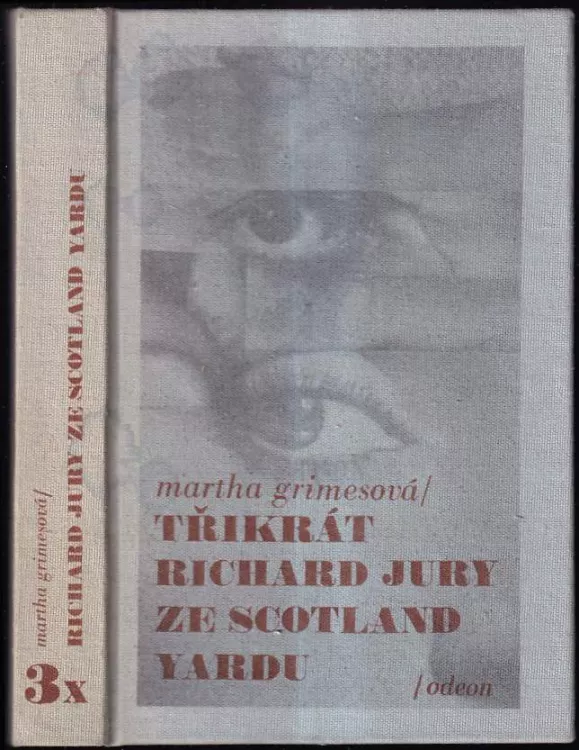 martha grimesová/
RICHARD JURY ZE SCOTLAND YARDU
3x
martha grimesová/
TŘIKRÁT
RICHARD JURY
ZE SCOTLAND
YARDU
/odeon